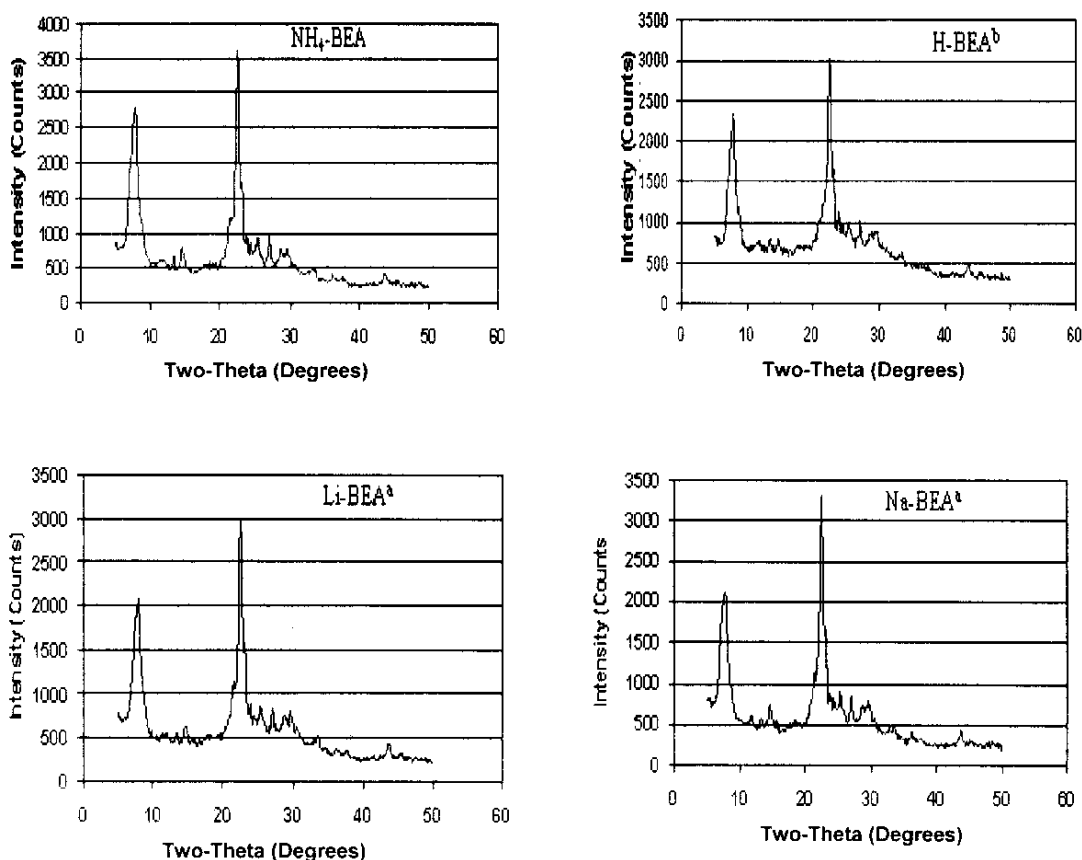 NH₄-BEA
Intensity (Counts)
4000
3500
3000
2500
2000
1500
1000
500
0
0 10 20 30 40 50 60
Two-Theta (Degrees)
H-BEAᵇ
Intensity (Counts)
3500
3000
2500
2000
1500
1000
500
0
0 10 20 30 40 50 60
Two-Theta (Degrees)
Li-BEAᵃ
Intensity (Counts)
3500
3000
2500
2000
1500
1000
500
0
0 10 20 30 40 50 60
Two-Theta (Degrees)
Na-BEAᵃ
Intensity (Counts
3500
3000
2500
2000
1500
1000
500
0
0 10 20 30 40 50 60
Two-Theta (Degrees)